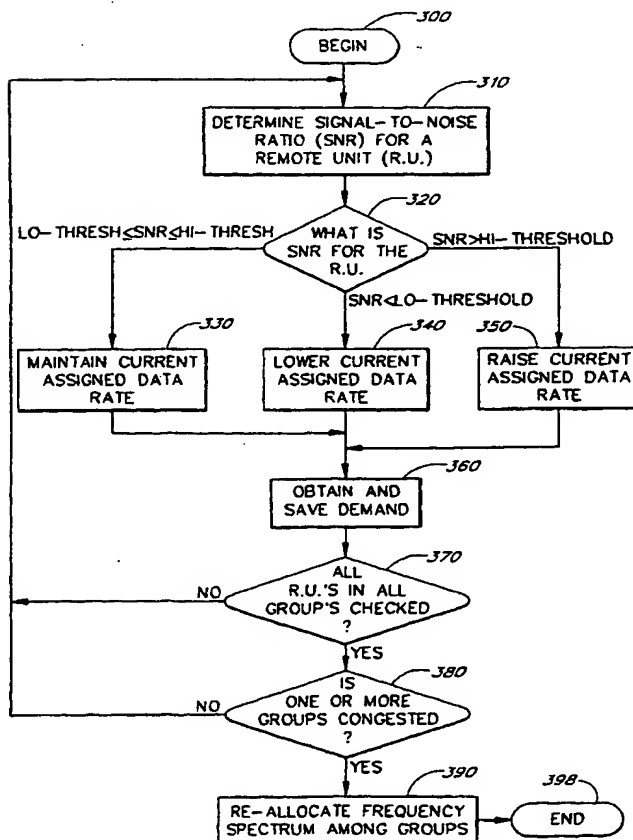 300
BEGIN
310
DETERMINE SIGNAL-TO-NOISE
RATIO (SNR) FOR A
REMOTE UNIT (R.U.)
320
WHAT IS
SNR FOR THE
R.U.
LO-THRESH≤SNR≤HI-THRESH
SNR>HI-THRESHOLD
SNR<LO-THRESHOLD
330
MAINTAIN CURRENT
ASSIGNED DATA
RATE
340
LOWER CURRENT
ASSIGNED DATA
RATE
350
RAISE CURRENT
ASSIGNED DATA
RATE
360
OBTAIN AND
SAVE DEMAND
370
ALL
R.U.'S IN ALL
GROUP'S CHECKED
?
NO
YES
380
IS
ONE OR MORE
GROUPS CONGESTED
?
NO
YES
390
RE-ALLOCATE FREQUENCY
SPECTRUM AMONG GROUPS
398
END